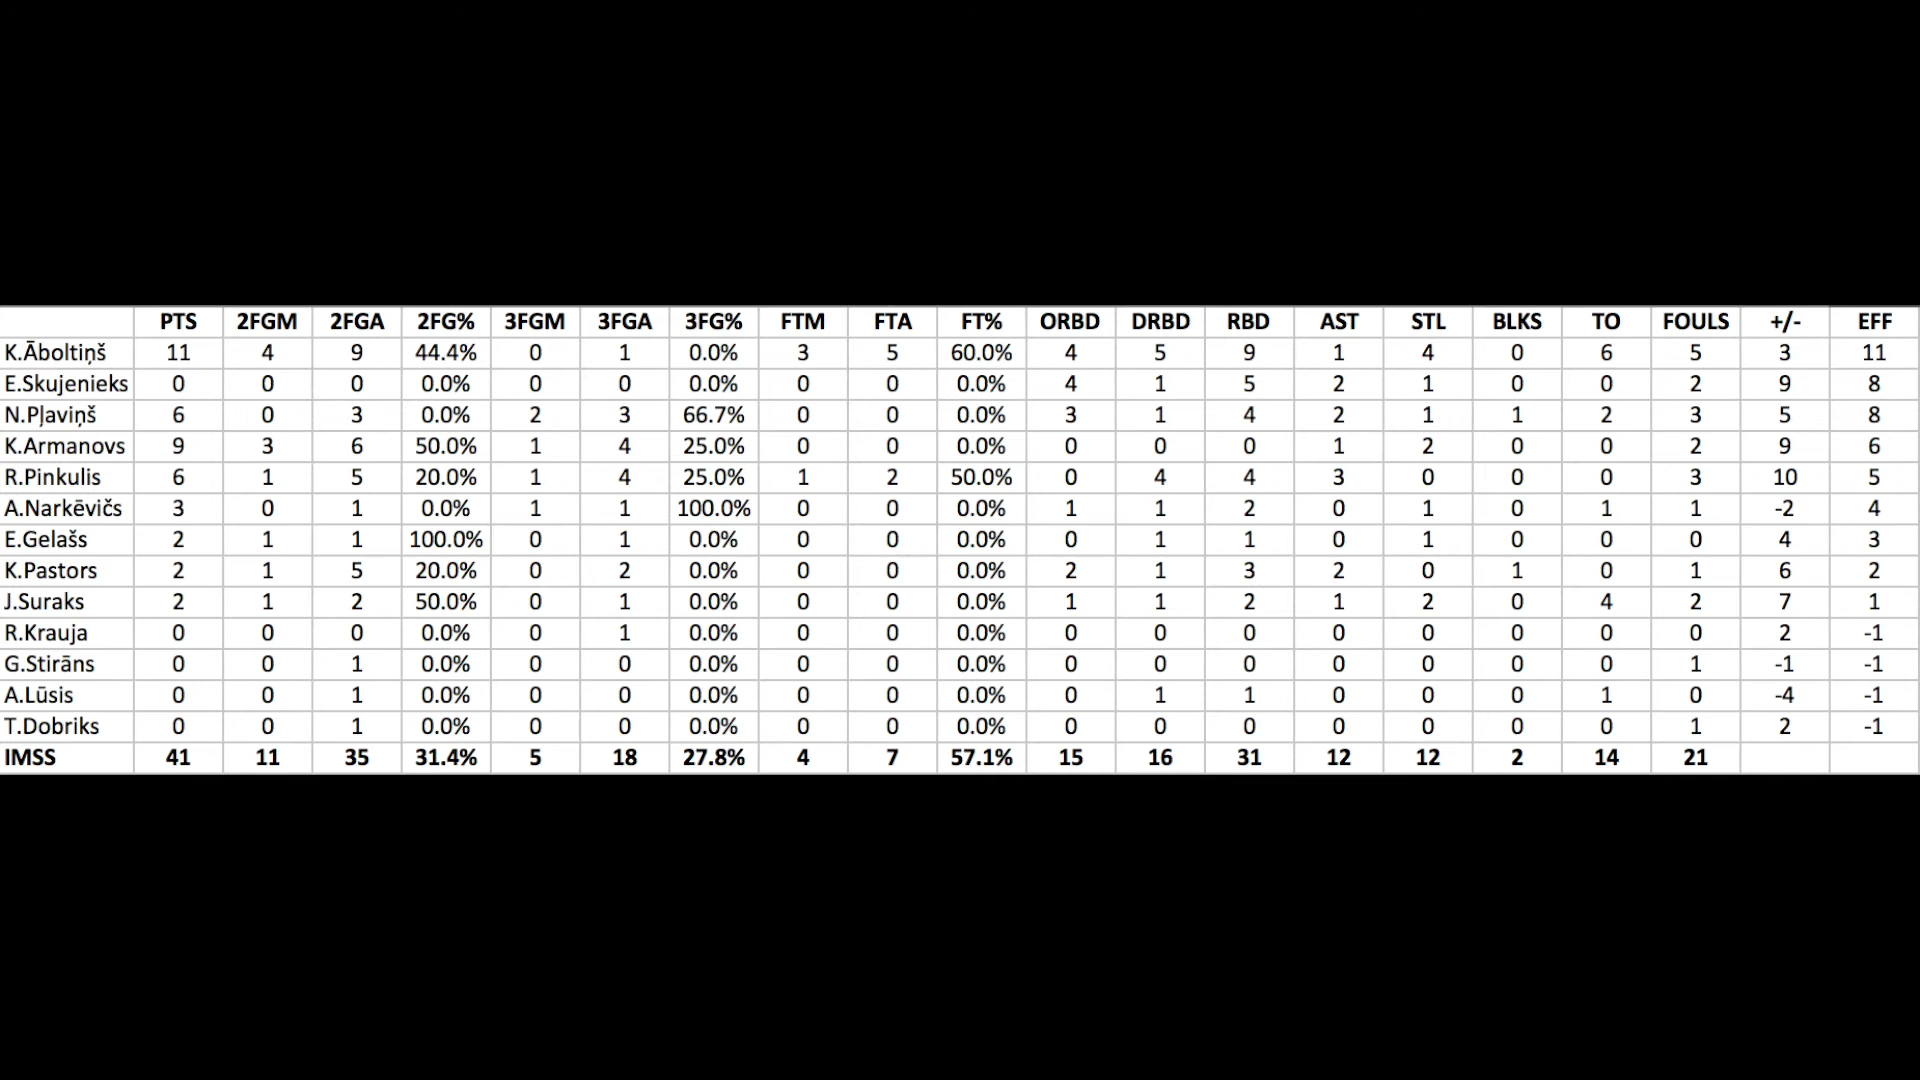 PTS 2FGM 2FGA 2FG% 3FGM 3FGA 3FG% FTM FTA FT% ORBD DRBD RBD AST STL BLKS TO FOULS +/- EFF
K.Āboltiņš 11 4 9 44.4% 0 1 0.0% 3 5 60.0% 4 5 9 1 4 0 6 5 3 11
E.Skujenieks 0 0 0 0.0% 0 0 0.0% 0 0 0.0% 4 1 5 2 1 0 0 2 9 8
N.Pļaviņš 6 0 3 0.0% 2 3 66.7% 0 0 0.0% 3 1 4 2 1 1 2 3 5 8
K.Armanovs 9 3 6 50.0% 1 4 25.0% 0 0 0.0% 0 0 0 1 2 0 0 2 9 6
R.Pinkulis 6 1 5 20.0% 1 4 25.0% 1 2 50.0% 0 4 4 3 0 0 0 3 10 5
A.Narkēvičs 3 0 1 0.0% 1 1 100.0% 0 0 0.0% 1 1 2 0 1 0 1 1 -2 4
E.Gelašs 2 1 1 100.0% 0 1 0.0% 0 0 0.0% 0 1 1 0 1 0 0 0 4 3
K.Pastors 2 1 5 20.0% 0 2 0.0% 0 0 0.0% 2 1 3 2 0 1 0 1 6 2
J.Suraks 2 1 2 50.0% 0 1 0.0% 0 0 0.0% 1 1 2 1 2 0 4 2 7 1
R.Krauja 0 0 0 0.0% 0 1 0.0% 0 0 0.0% 0 0 0 0 0 0 0 0 2 -1
G.Stirāns 0 0 1 0.0% 0 0 0.0% 0 0 0.0% 0 0 0 0 0 0 0 1 -1 -1
A.Lūsis 0 0 1 0.0% 0 0 0.0% 0 0 0.0% 0 1 1 0 0 0 1 0 -4 -1
T.Dobriks 0 0 1 0.0% 0 0 0.0% 0 0 0.0% 0 0 0 0 0 0 0 1 2 -1
IMSS 41 11 35 31.4% 5 18 27.8% 4 7 57.1% 15 16 31 12 12 2 14 21